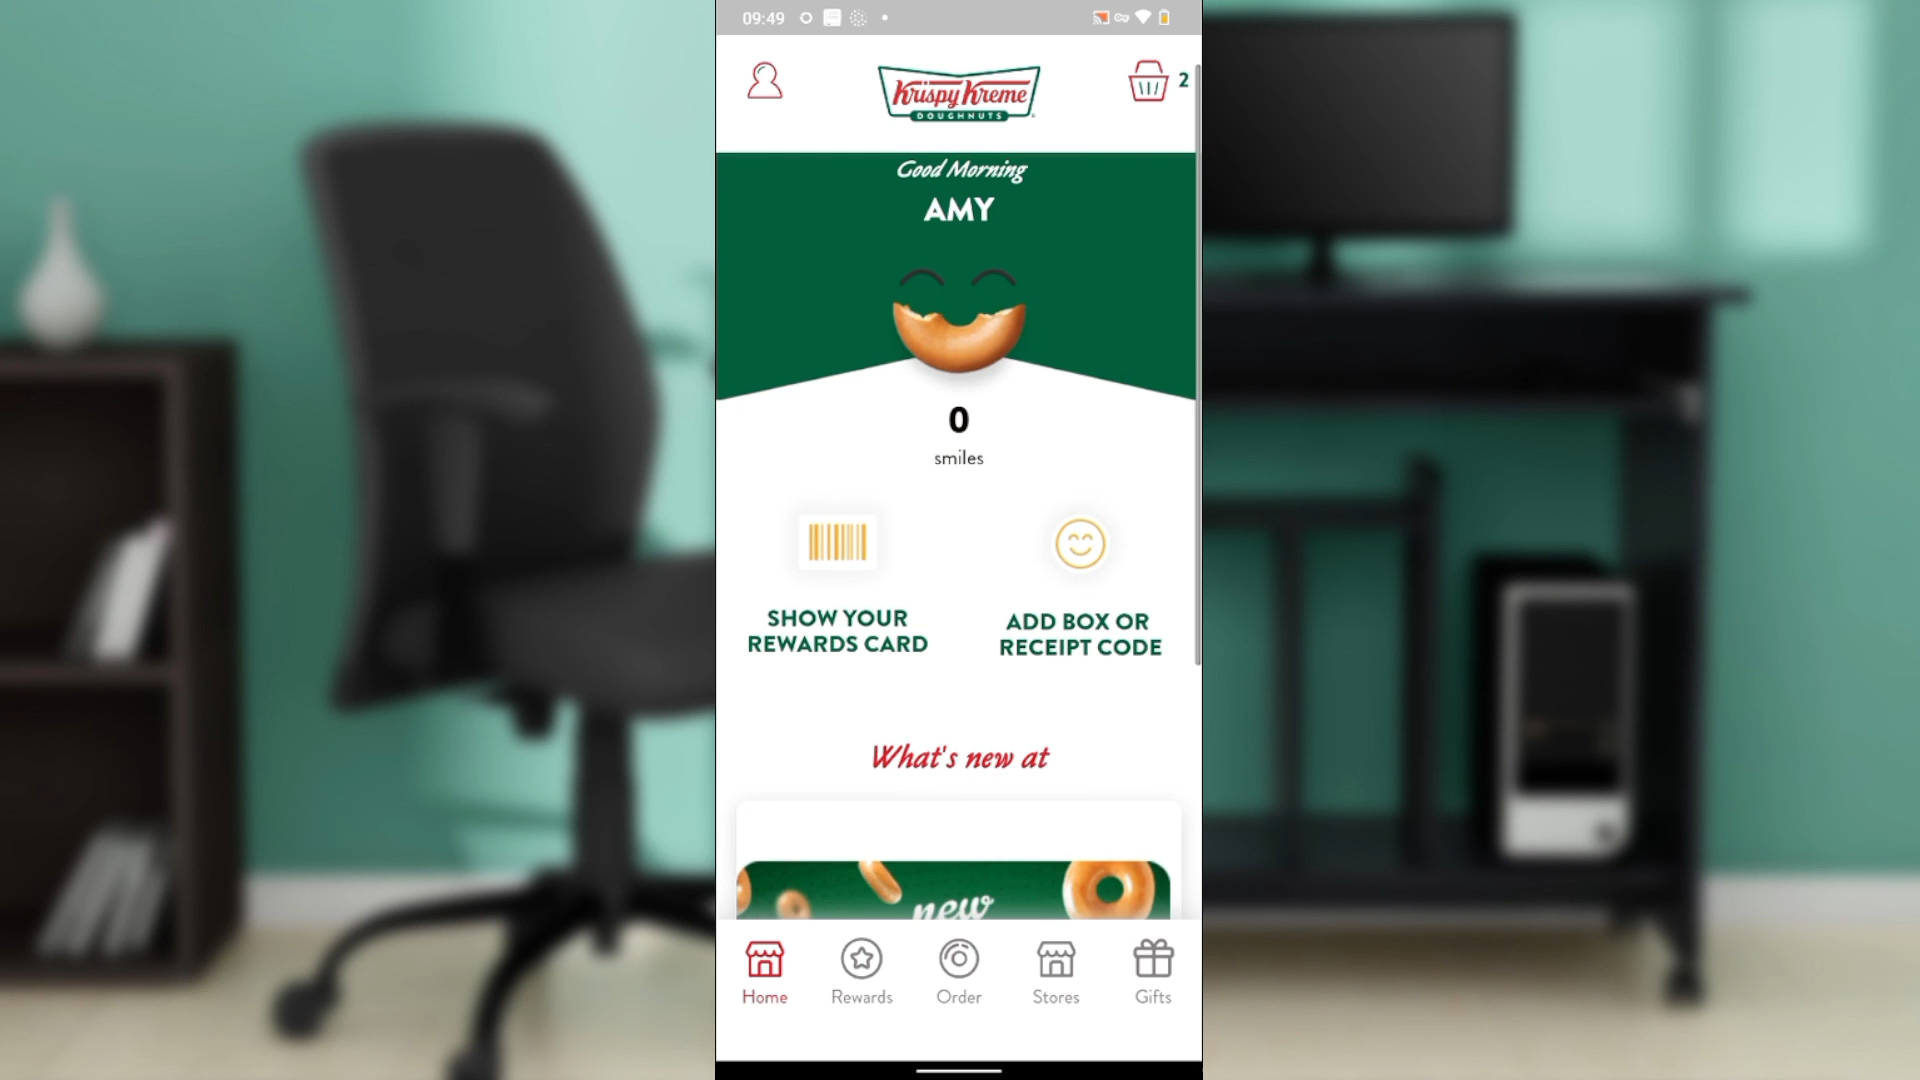 09:49
Krispy Kreme
DOUGHNUTS
2
Good Morning
AMY
0
smiles
SHOW YOUR
REWARDS CARD
ADD BOX OR
RECEIPT CODE
What's new at
new
Home
Rewards
Order
Stores
Gifts